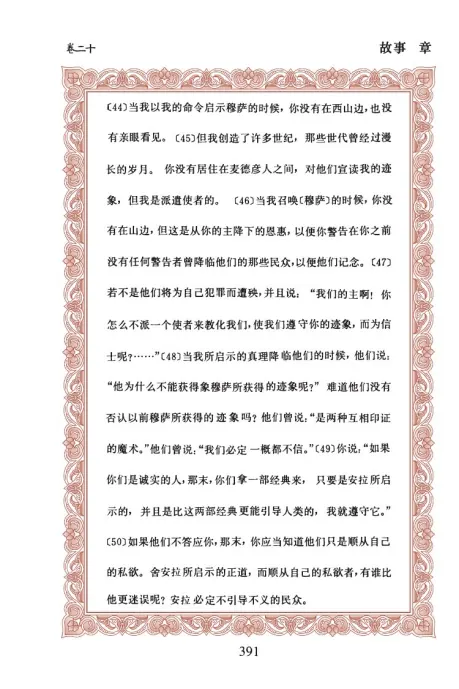 卷二十
故事 章
〔44〕当我以我的命令启示穆萨的时候，你没有在西山边，也没
有亲眼看见。〔45〕但我创造了许多世纪，那些世代曾经过漫
长的岁月。 你没有居住在麦德彦人之间，对他们宣读我的迹
象，但我是派遣使者的。〔46〕当我召唤〔穆萨〕的时候，你没
有在山边，但这是从你的主降下的恩惠，以便你警告在你之前
没有任何警告者曾降临他们的那些民众，以便他们记念。〔47〕
若不是他们将为自己犯罪而遭殃，并且说：“我们的主啊！你
怎么不派一个使者来教化我们，使我们遵守你的迹象，而为信
士呢？……”〔48〕当我所启示的真理降临他们的时候，他们说：
“他为什么不能获得象穆萨所获得的迹象呢？”难道他们没有
否认以前穆萨所获得的迹象吗？他们曾说：“是两种互相印证
的魔术。”他们曾说：“我们必定一概都不信。”〔49〕你说：“如果
你们是诚实的人，那末，你们拿一部经典来， 只要是安拉所启
示的，并且是比这两部经典更能引导人类的，我就遵守它。”
〔50〕如果他们不答应你，那末，你应当知道他们只是顺从自己
的私欲。舍安拉所启示的正道，而顺从自己的私欲者，有谁比
他更迷误呢？安拉必定不引导不义的民众。
391